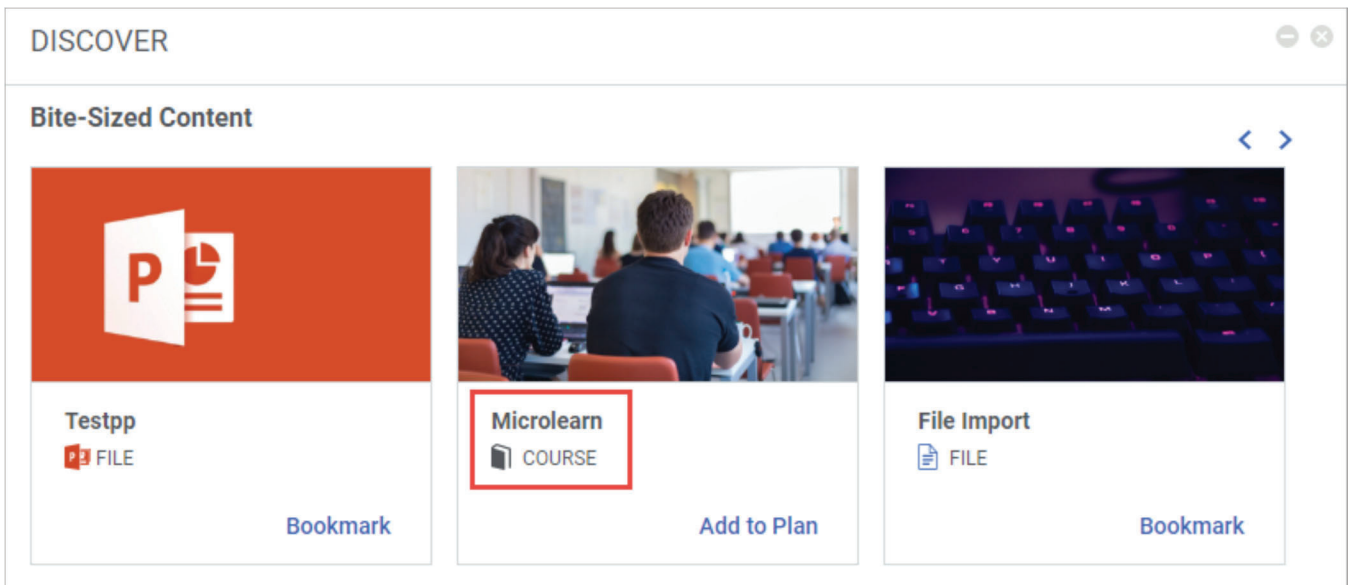 DISCOVER
Bite-Sized Content
P
Testpp
FILE
Bookmark
Microlearn
COURSE
Add to Plan
File Import
FILE
Bookmark